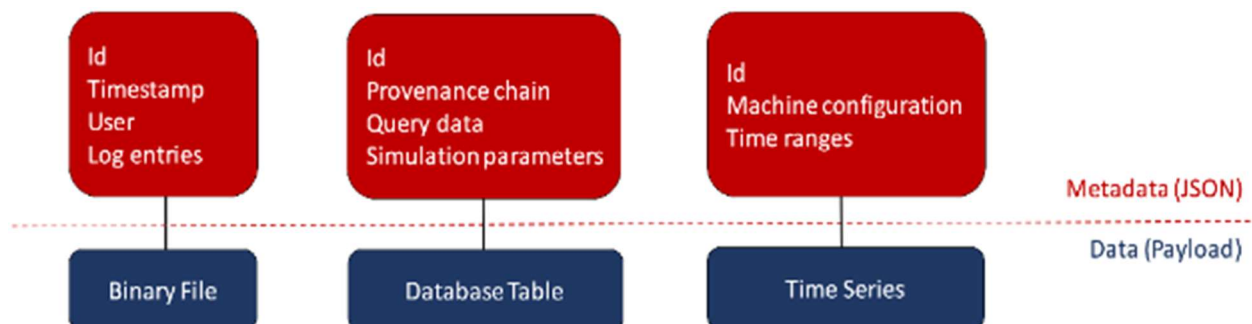 Id
Timestamp
User
Log entries
Id
Provenance chain
Query data
Simulation parameters
Id
Machine configuration
Time ranges
Metadata (JSON)
Data (Payload)
Binary File
Database Table
Time Series